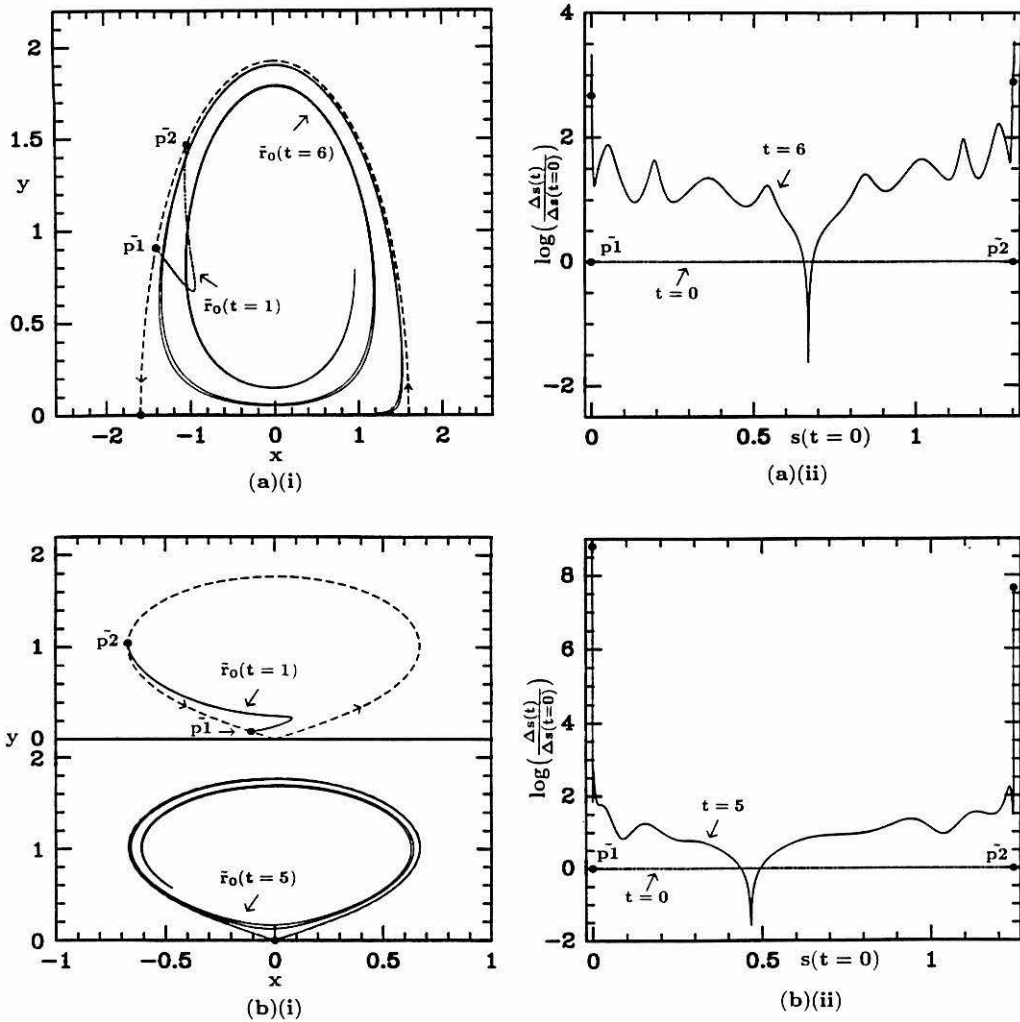 2
1.5
y
1
0.5
0
p̄2
p̄1
r̄₀(t = 6)
r̄₀(t = 1)
−2 −1 0 1 2
x
(a)(i)
4
2
0
−2
log(Δs(t)/Δs(t=0))
t = 6
p̄1
p̄2
t = 0
0 0.5 s(t = 0) 1
(a)(ii)
2
1
0
p̄2
r̄₀(t = 1)
p̄1 →
y
2
1
0
r̄₀(t = 5)
−1 −0.5 0 0.5 1
x
(b)(i)
8
6
4
2
0
−2
log(Δs(t)/Δs(t=0))
t = 5
p̄1
p̄2
t = 0
0 0.5 s(t = 0) 1
(b)(ii)